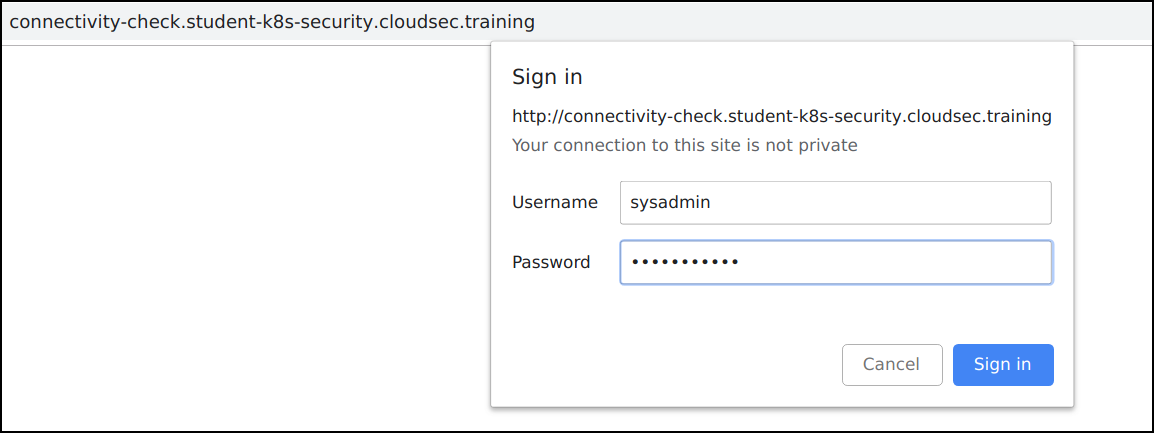 connectivity-check.student-k8s-security.cloudsec.training
Sign in
http://connectivity-check.student-k8s-security.cloudsec.training
Your connection to this site is not private
Username sysadmin
Password •••••••••••
Cancel Sign in